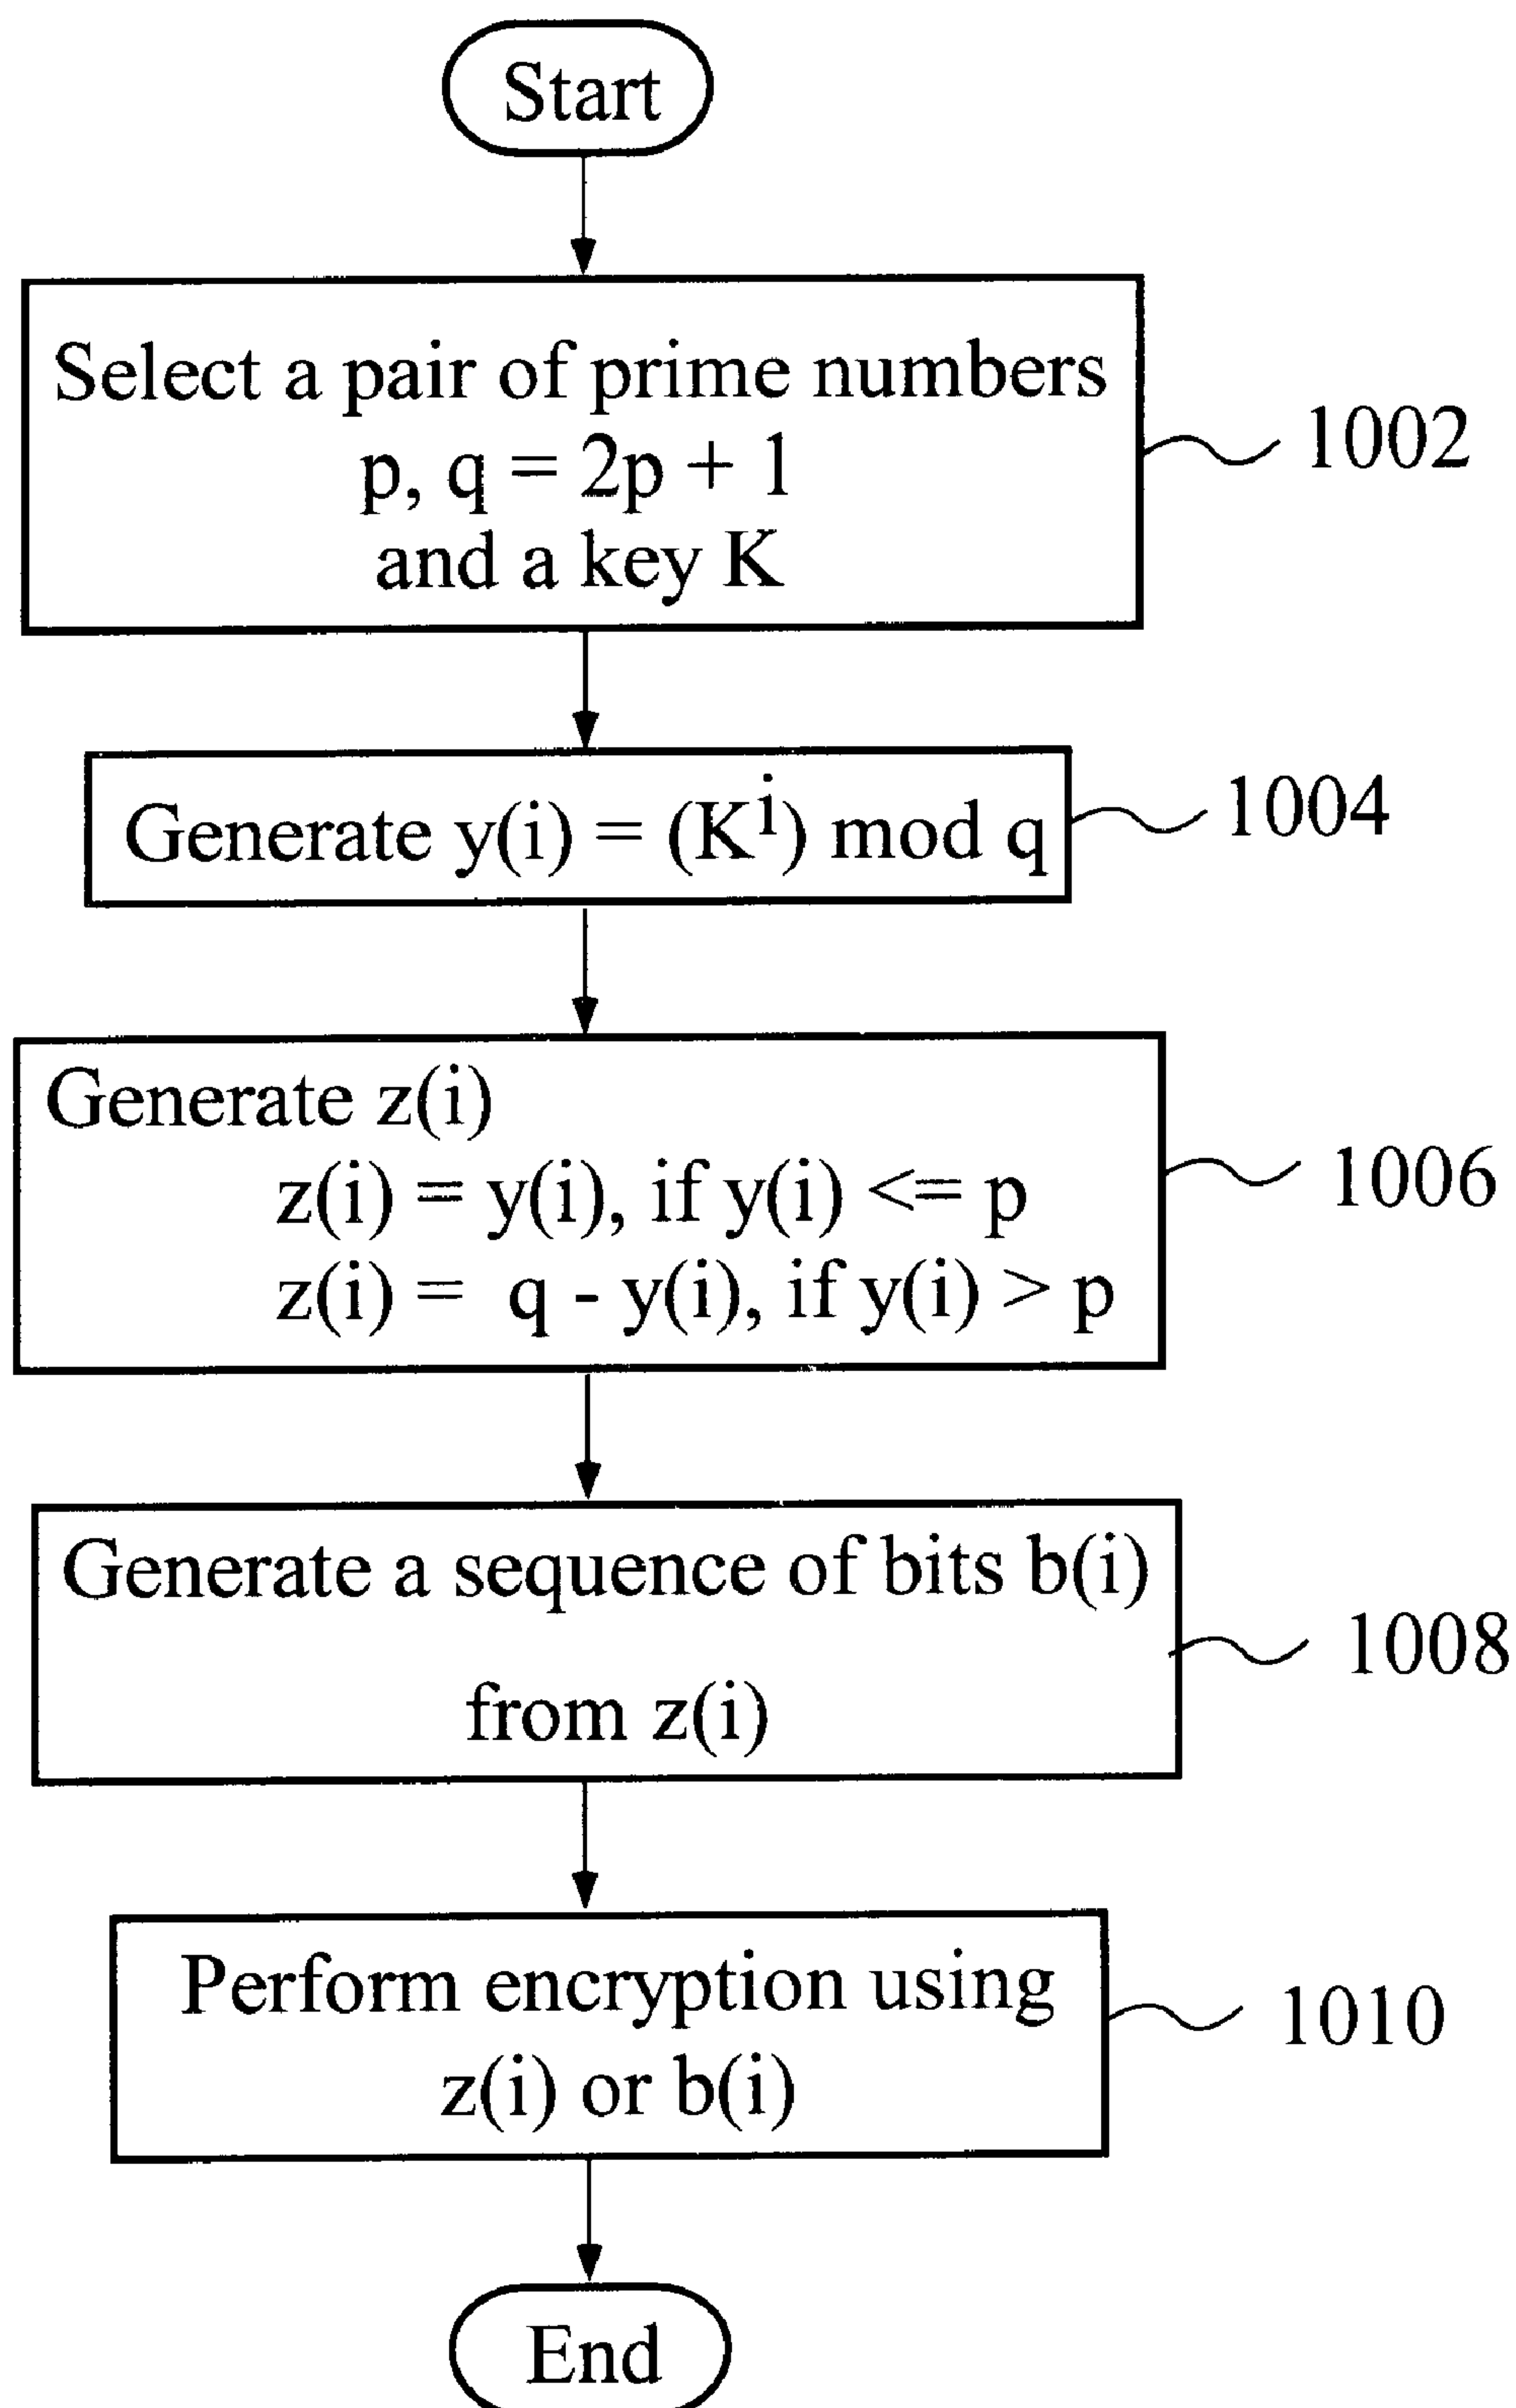 Start
Select a pair of prime numbers
p, q = 2p + 1
and a key K
1002
Generate y(i) = (Kⁱ) mod q
1004
Generate z(i)
z(i) = y(i), if y(i) <= p
z(i) = q - y(i), if y(i) > p
1006
Generate a sequence of bits b(i)
from z(i)
1008
Perform encryption using
z(i) or b(i)
1010
End